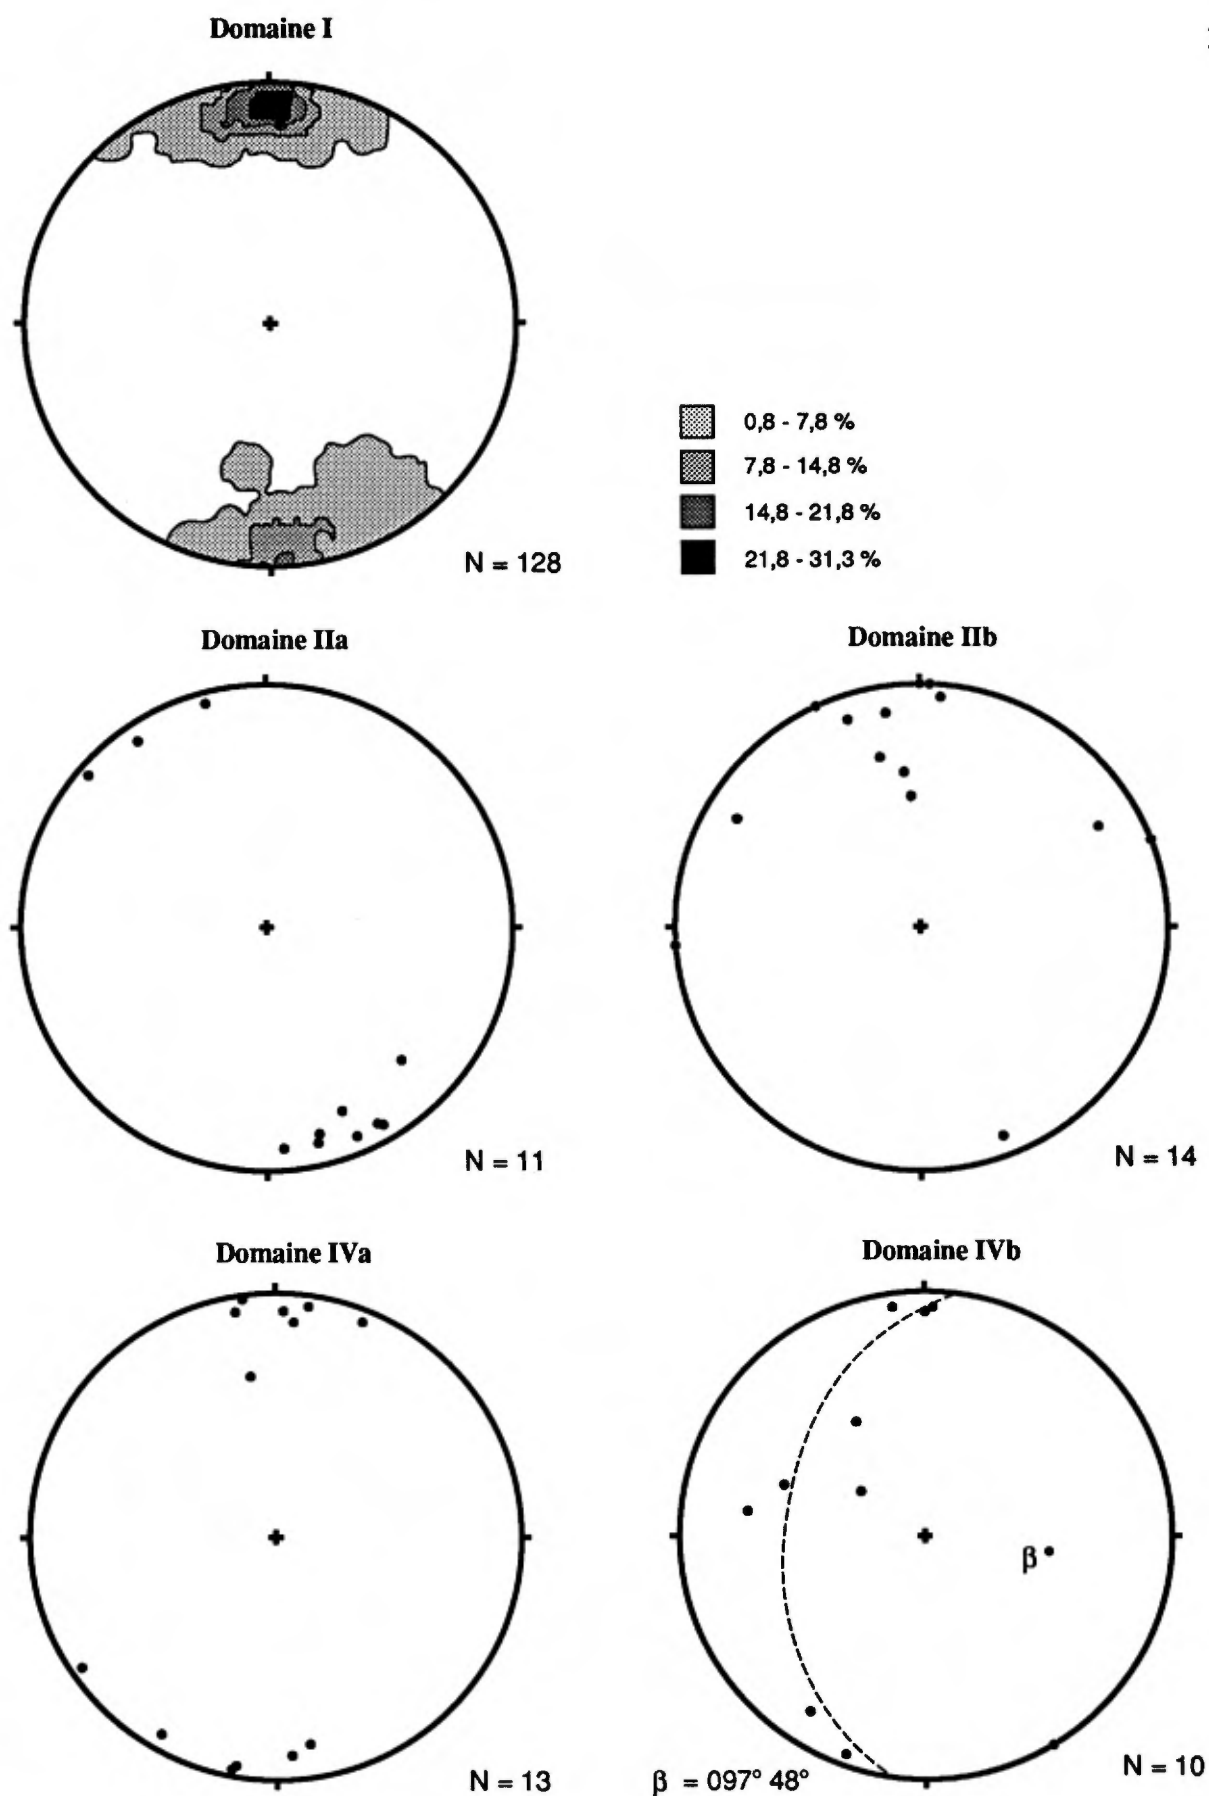 Domaine I
0,8 - 7,8 %
7,8 - 14,8 %
14,8 - 21,8 %
21,8 - 31,3 %
N = 128
Domaine IIa
Domaine IIb
N = 11
N = 14
Domaine IVa
Domaine IVb
β
N = 13
β = 097° 48°
N = 10